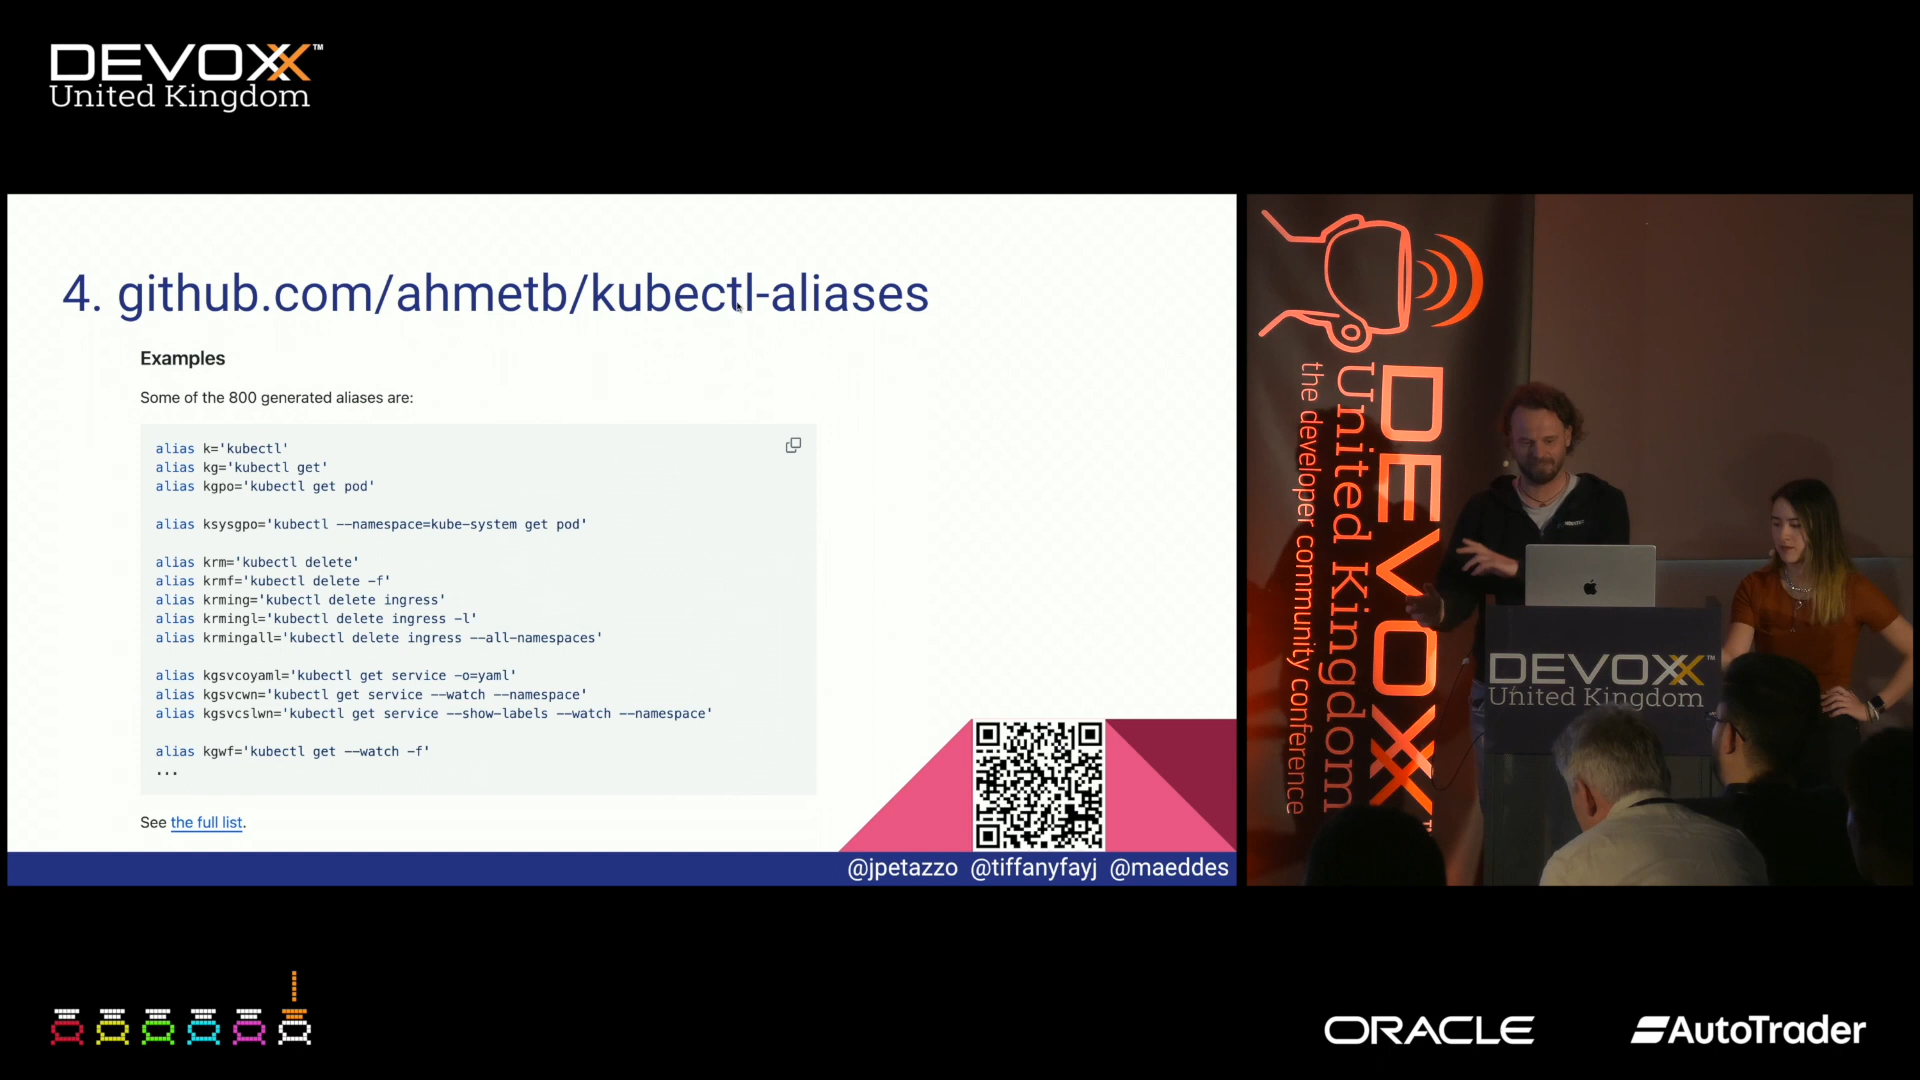 DEVOXX™
United Kingdom
4. github.com/ahmetb/kubectl-aliases
Examples
Some of the 800 generated aliases are:
alias k='kubectl'
alias kg='kubectl get'
alias kgpo='kubectl get pod'
alias ksysgpo='kubectl --namespace=kube-system get pod'
alias krm='kubectl delete'
alias krmf='kubectl delete -f'
alias krming='kubectl delete ingress'
alias krmingl='kubectl delete ingress -l'
alias krmingall='kubectl delete ingress --all-namespaces'
alias kgsvcoyaml='kubectl get service -o=yaml'
alias kgsvcwn='kubectl get service --watch --namespace'
alias kgsvcslwn='kubectl get service --show-labels --watch --namespace'
alias kgwf='kubectl get --watch -f'
...
See the full list.
@jpetazzo @tiffanyfayj @maeddes
DEVOXX™
United Kingdom
the developer community conference
DEVOXX™
United Kingdom
ORACLE
AutoTrader